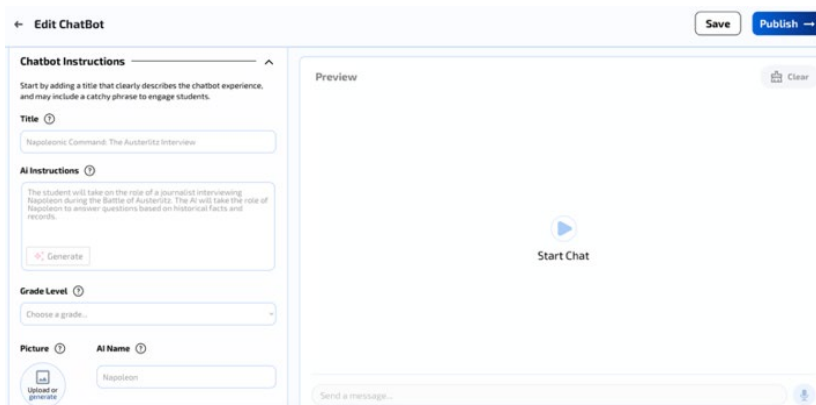 ← Edit ChatBot
Save
Publish →
Chatbot Instructions
Start by adding a title that clearly describes the chatbot experience,
and may include a catchy phrase to engage students.
Title ?
Napoleonic Command: The Austerlitz Interview
Ai Instructions ?
The student will take on the role of a journalist interviewing
Napoleon during the Battle of Austerlitz. The AI will take the role of
Napoleon to answer questions based on historical facts and
records.
Generate
Grade Level ?
Choose a grade...
Picture ?
AI Name ?
Upload or
generate
Napoleon
Preview
Clear
Start Chat
Send a message...